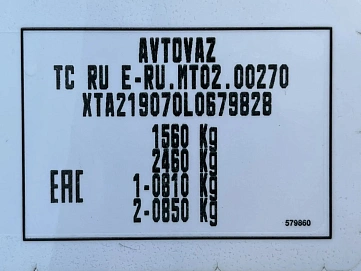 AVTOVAZ
TC RU E-RU.MT02.00270
XTA219070L0679828
1560 Kg
2460 Kg
EAC
1-0810 Kg
2-0850 Kg
579860